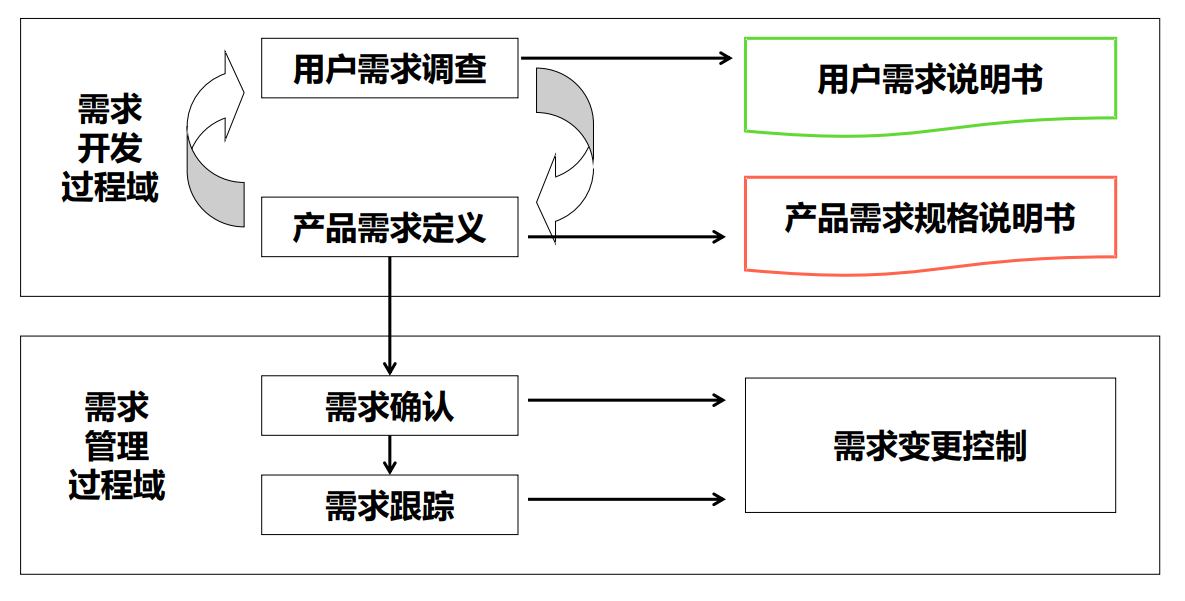 需求
开发
过程域
用户需求调查
用户需求说明书
产品需求定义
产品需求规格说明书
需求
管理
过程域
需求确认
需求跟踪
需求变更控制